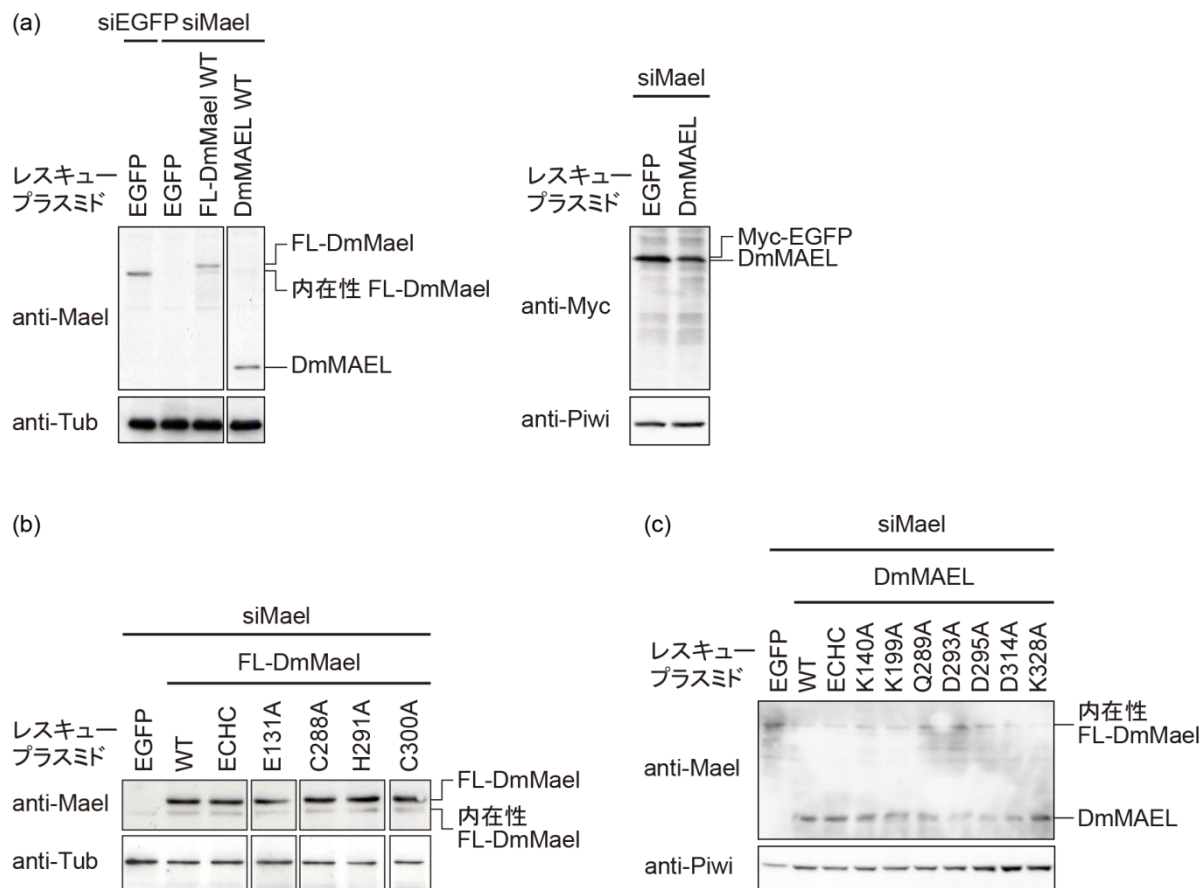 (a)
siEGFP siMael
レスキュー
プラスミド
EGFP
EGFP
FL-DmMael WT
DmMAEL WT
FL-DmMael
内在性 FL-DmMael
anti-Mael
DmMAEL
anti-Tub
siMael
EGFP
DmMAEL
Myc-EGFP
DmMAEL
anti-Myc
anti-Piwi
(b)
siMael
FL-DmMael
レスキュー
プラスミド
EGFP
WT
ECHC
E131A
C288A
H291A
C300A
anti-Mael
FL-DmMael
内在性
FL-DmMael
anti-Tub
(c)
siMael
DmMAEL
レスキュー
プラスミド
EGFP
WT
ECHC
K140A
K199A
Q289A
D293A
D295A
D314A
K328A
内在性
FL-DmMael
anti-Mael
DmMAEL
anti-Piwi
レスキュー
プラスミド